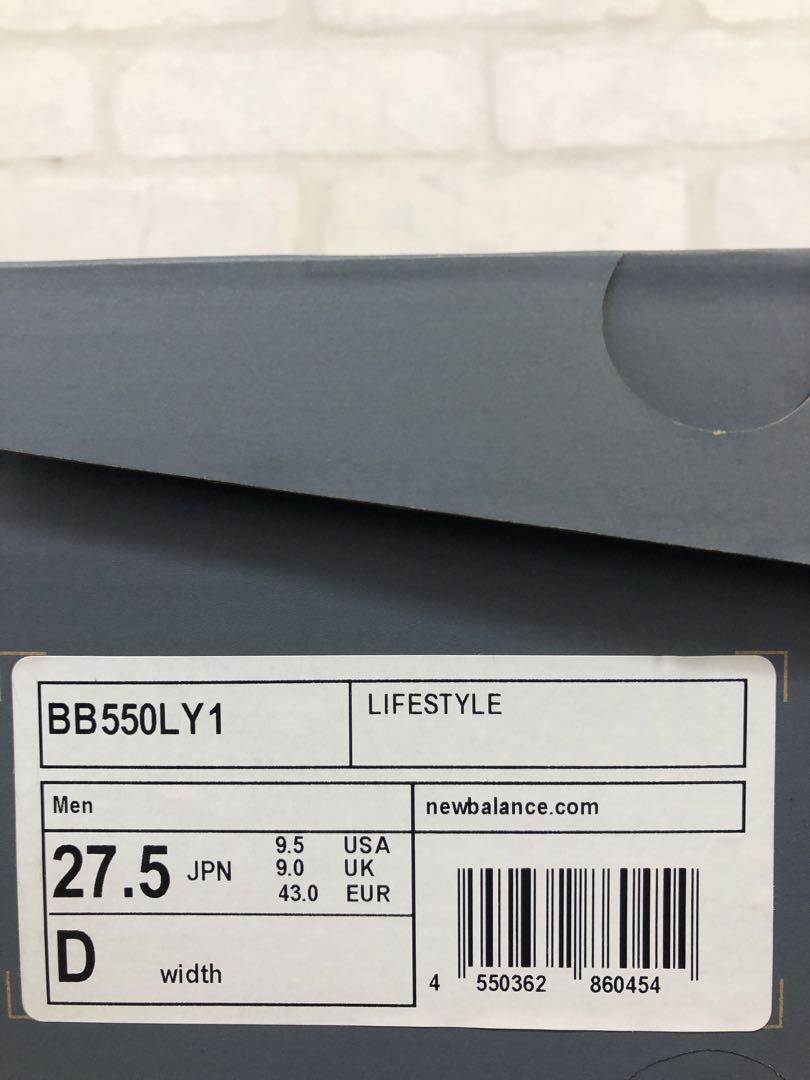 BB550LY1
LIFESTYLE
Men
newbalance.com
27.5 JPN
9.5 USA
9.0 UK
43.0 EUR
D width
4 550362 860454